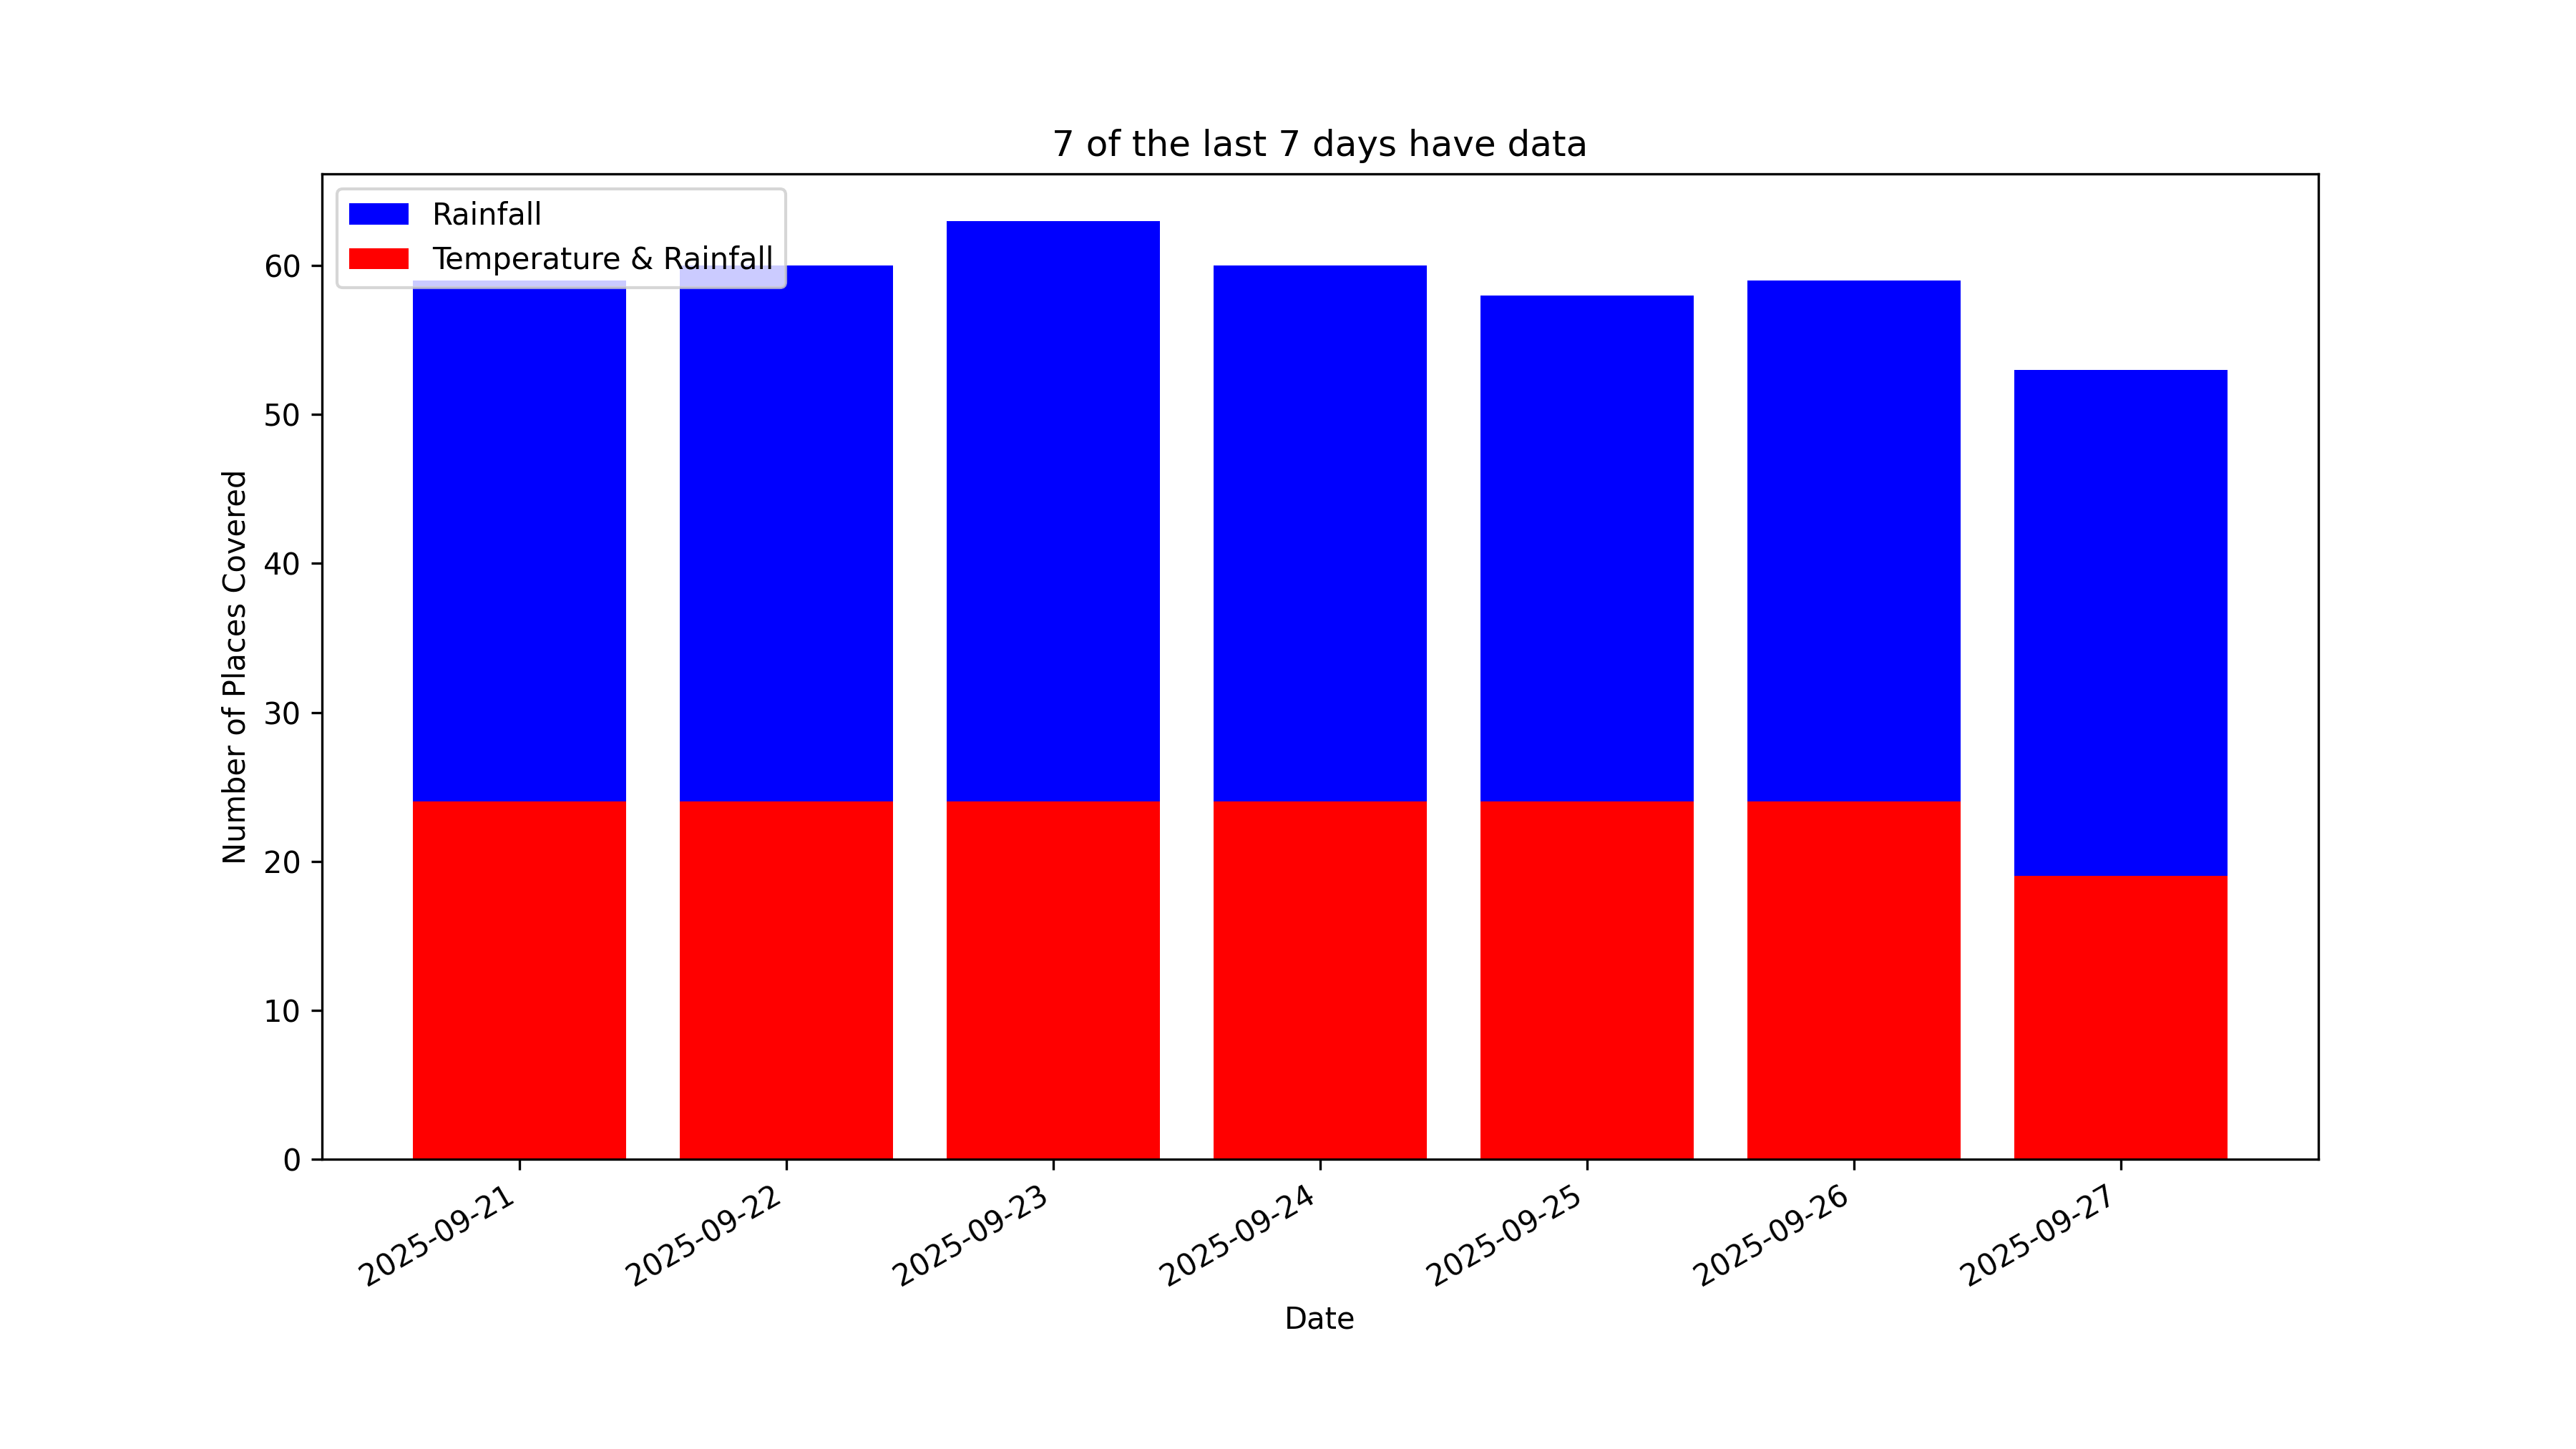 7 of the last 7 days have data
Rainfall
Temperature & Rainfall
60
50
40
30
20
10
0
Number of Places Covered
2025-09-21
2025-09-22
2025-09-23
2025-09-24
2025-09-25
2025-09-26
2025-09-27
Date